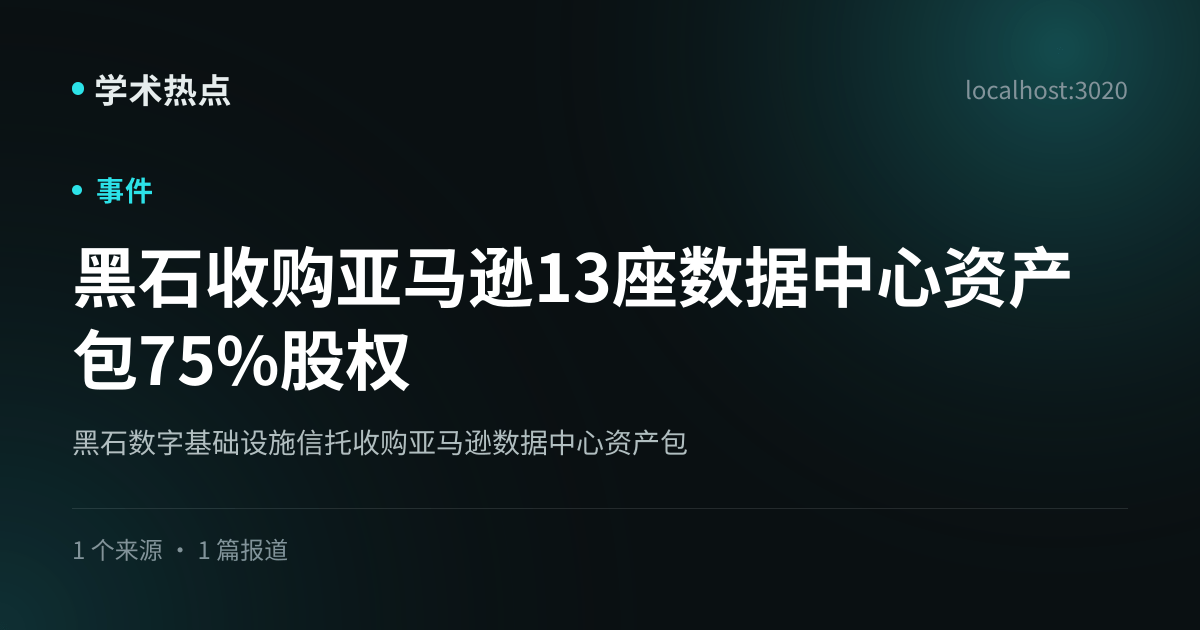 学术热点
localhost:3020
事件
黑石收购亚马逊13座数据中心资产
包75%股权
黑石数字基础设施信托收购亚马逊数据中心资产包
1 个来源 · 1 篇报道